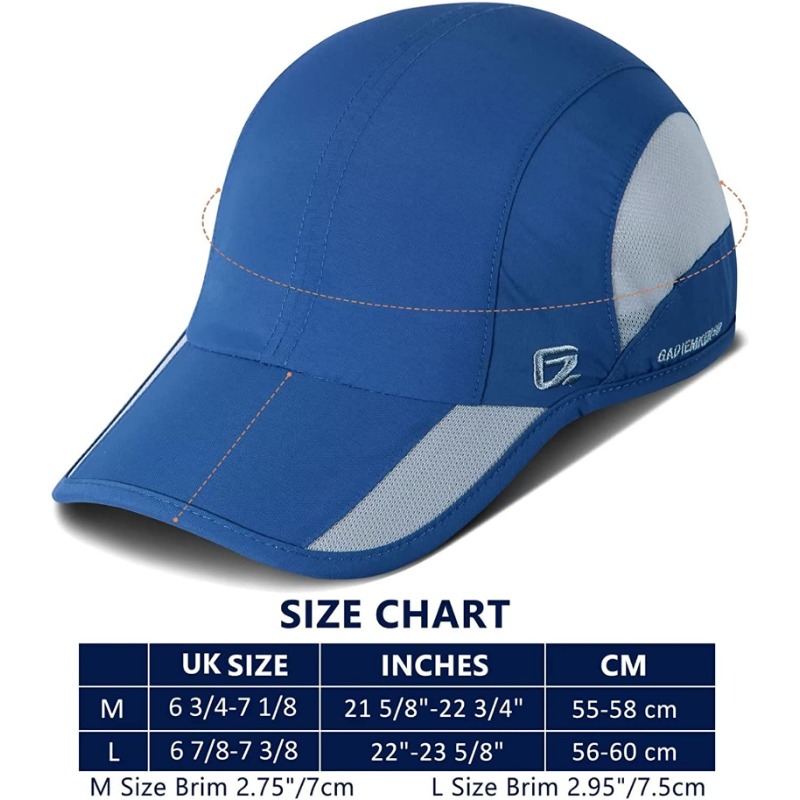 GADIEMKENSD
SIZE CHART
UK SIZE INCHES CM
M 6 3/4-7 1/8 21 5/8"-22 3/4" 55-58 cm
L 6 7/8-7 3/8 22"-23 5/8" 56-60 cm
M Size Brim 2.75"/7cm L Size Brim 2.95"/7.5cm